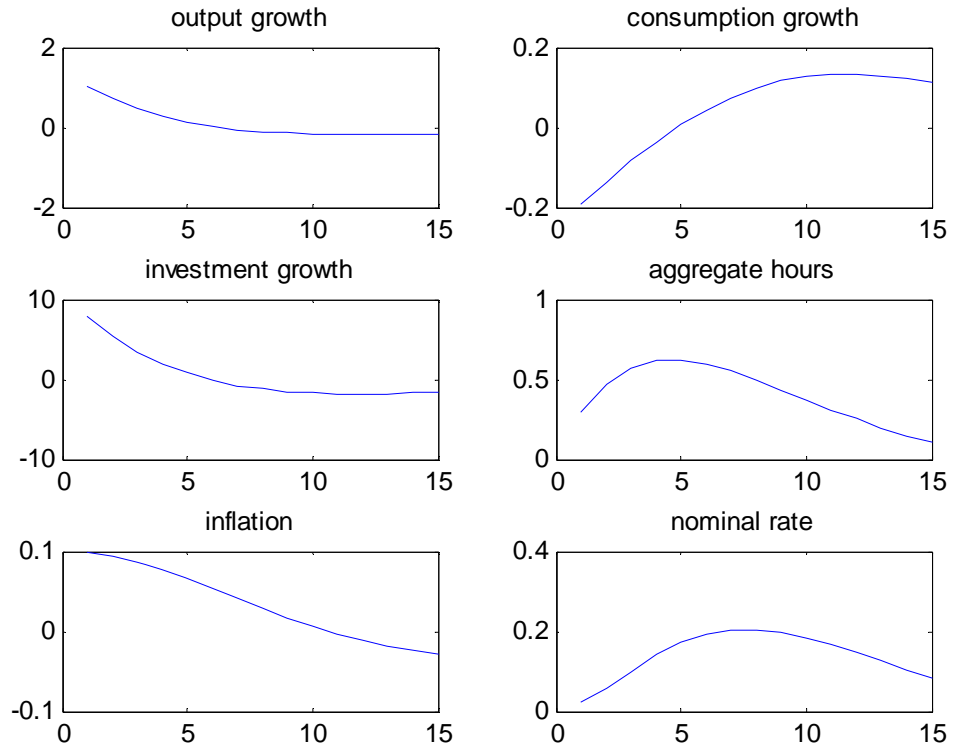 output growth
2
0
-2
0 5 10 15
consumption growth
0.2
0
-0.2
0 5 10 15
investment growth
10
0
-10
0 5 10 15
aggregate hours
1
0.5
0
0 5 10 15
inflation
0.1
0
-0.1
0 5 10 15
nominal rate
0.4
0.2
0
0 5 10 15